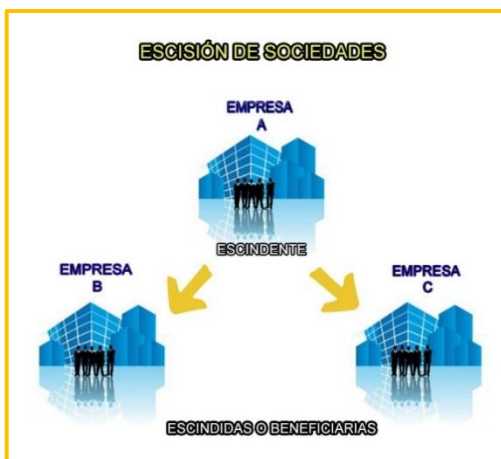 ESCISIÓN DE SOCIEDADES
EMPRESA
A
ESCINDENTE
EMPRESA
B
EMPRESA
C
ESCINDIDAS O BENEFICIARIAS